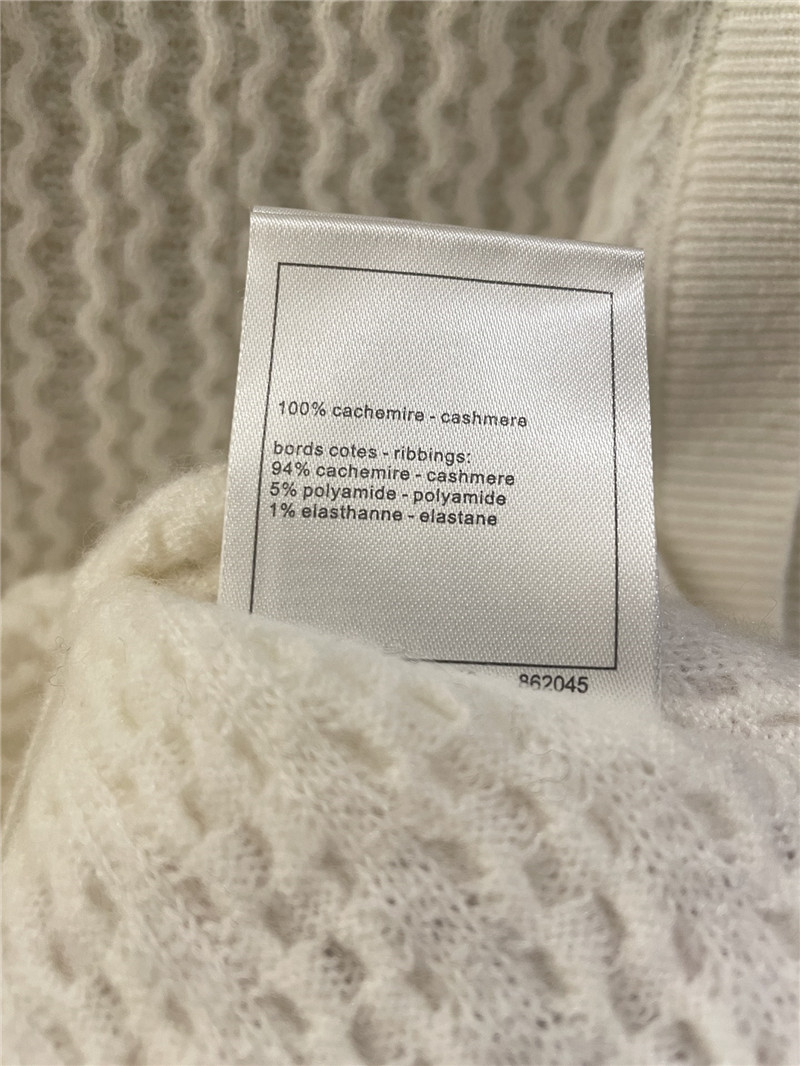 100% cachemire - cashmere
bords cotes - ribbings:
94% cachemire - cashmere
5% polyamide - polyamide
1% elasthanne - elastane
862045